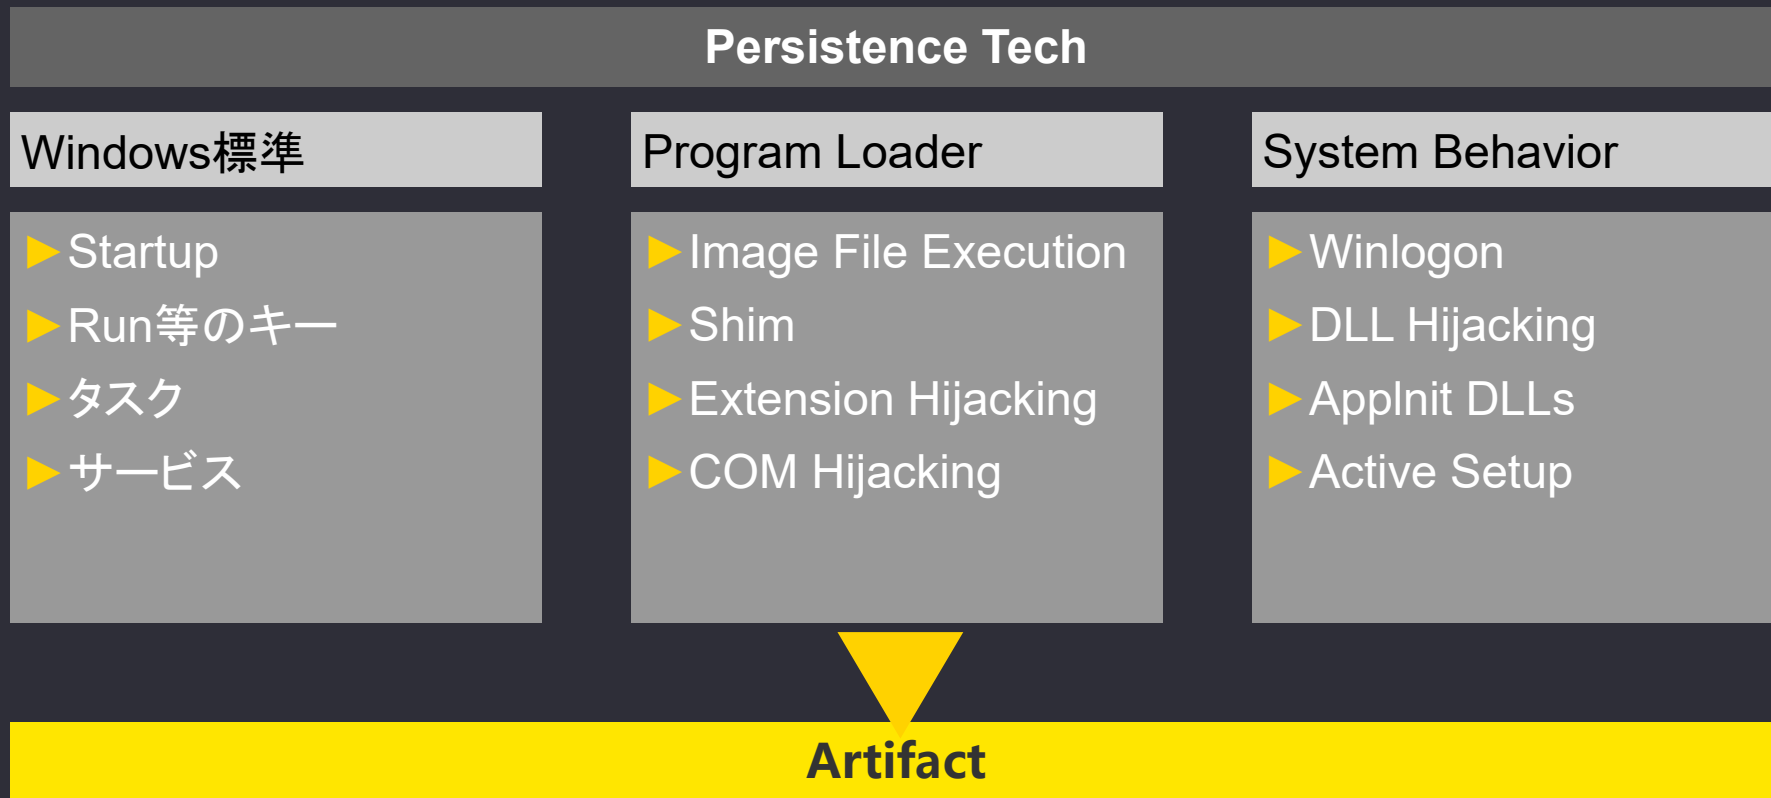 Persistence Tech
Windows標準
Startup
Run等のキー
タスク
サービス
Program Loader
Image File Execution
Shim
Extension Hijacking
COM Hijacking
System Behavior
Winlogon
DLL Hijacking
AppInit DLLs
Active Setup
Artifact